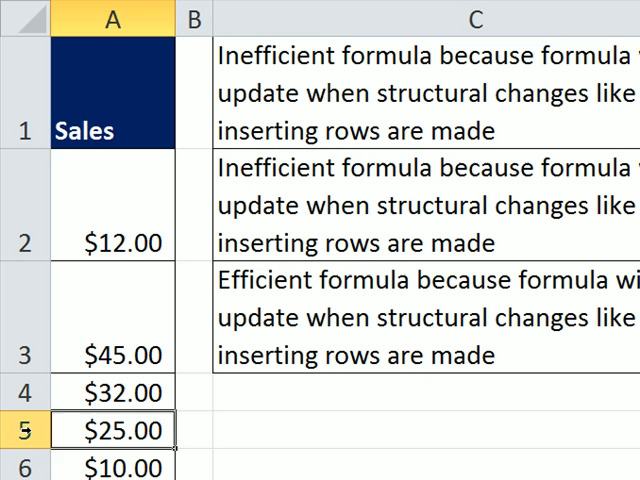 A B C
Inefficient formula because formula
update when structural changes like
1 Sales inserting rows are made
Inefficient formula because formula
update when structural changes like
2 $12.00 inserting rows are made
Efficient formula because formula
update when structural changes like
3 $45.00 inserting rows are made
4 $32.00
5 $25.00
6 $10.00